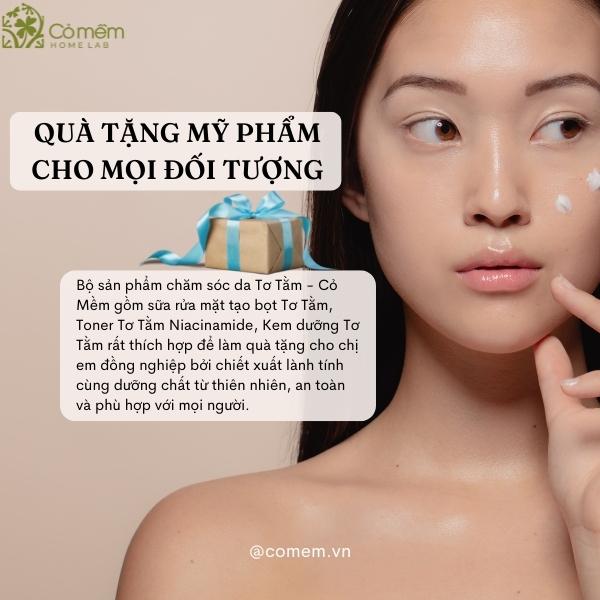 Cỏ mềm
HOME LAB
QUÀ TẶNG MỸ PHẨM
CHO MỌI ĐỐI TƯỢNG
Bộ sản phẩm chăm sóc da Tơ Tằm - Cỏ
Mềm gồm sữa rửa mặt tạo bọt Tơ Tằm,
Toner Tơ Tằm Niacinamide, Kem dưỡng Tơ
Tằm rất thích hợp để làm quà tặng cho chị
em đồng nghiệp bởi chiết xuất lành tính
cùng dưỡng chất từ thiên nhiên, an toàn
và phù hợp với mọi người.
@comem.vn